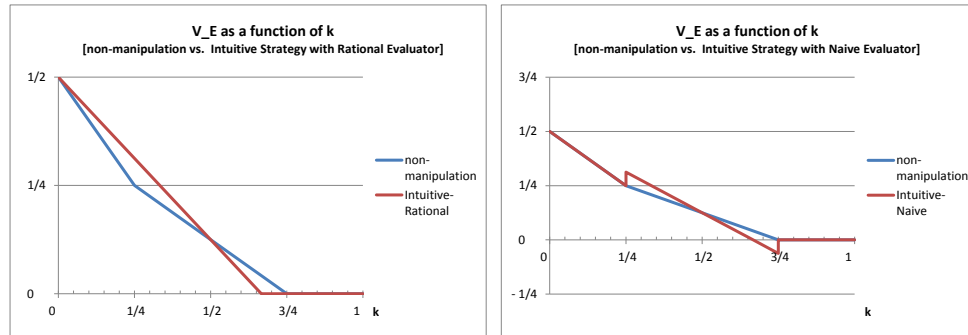 V_E as a function of k
[non-manipulation vs. Intuitive Strategy with Rational Evaluator]
1/2
1/4
0
0
1/4
1/2
3/4
1
k
non-
manipulation
Intuitive-
Rational
V_E as a function of k
[non-manipulation vs. Intuitive Strategy with Naive Evaluator]
3/4
1/2
1/4
0
- 1/4
0
1/4
1/2
3/4
1
k
non-
manipulation
Intuitive-
Naive